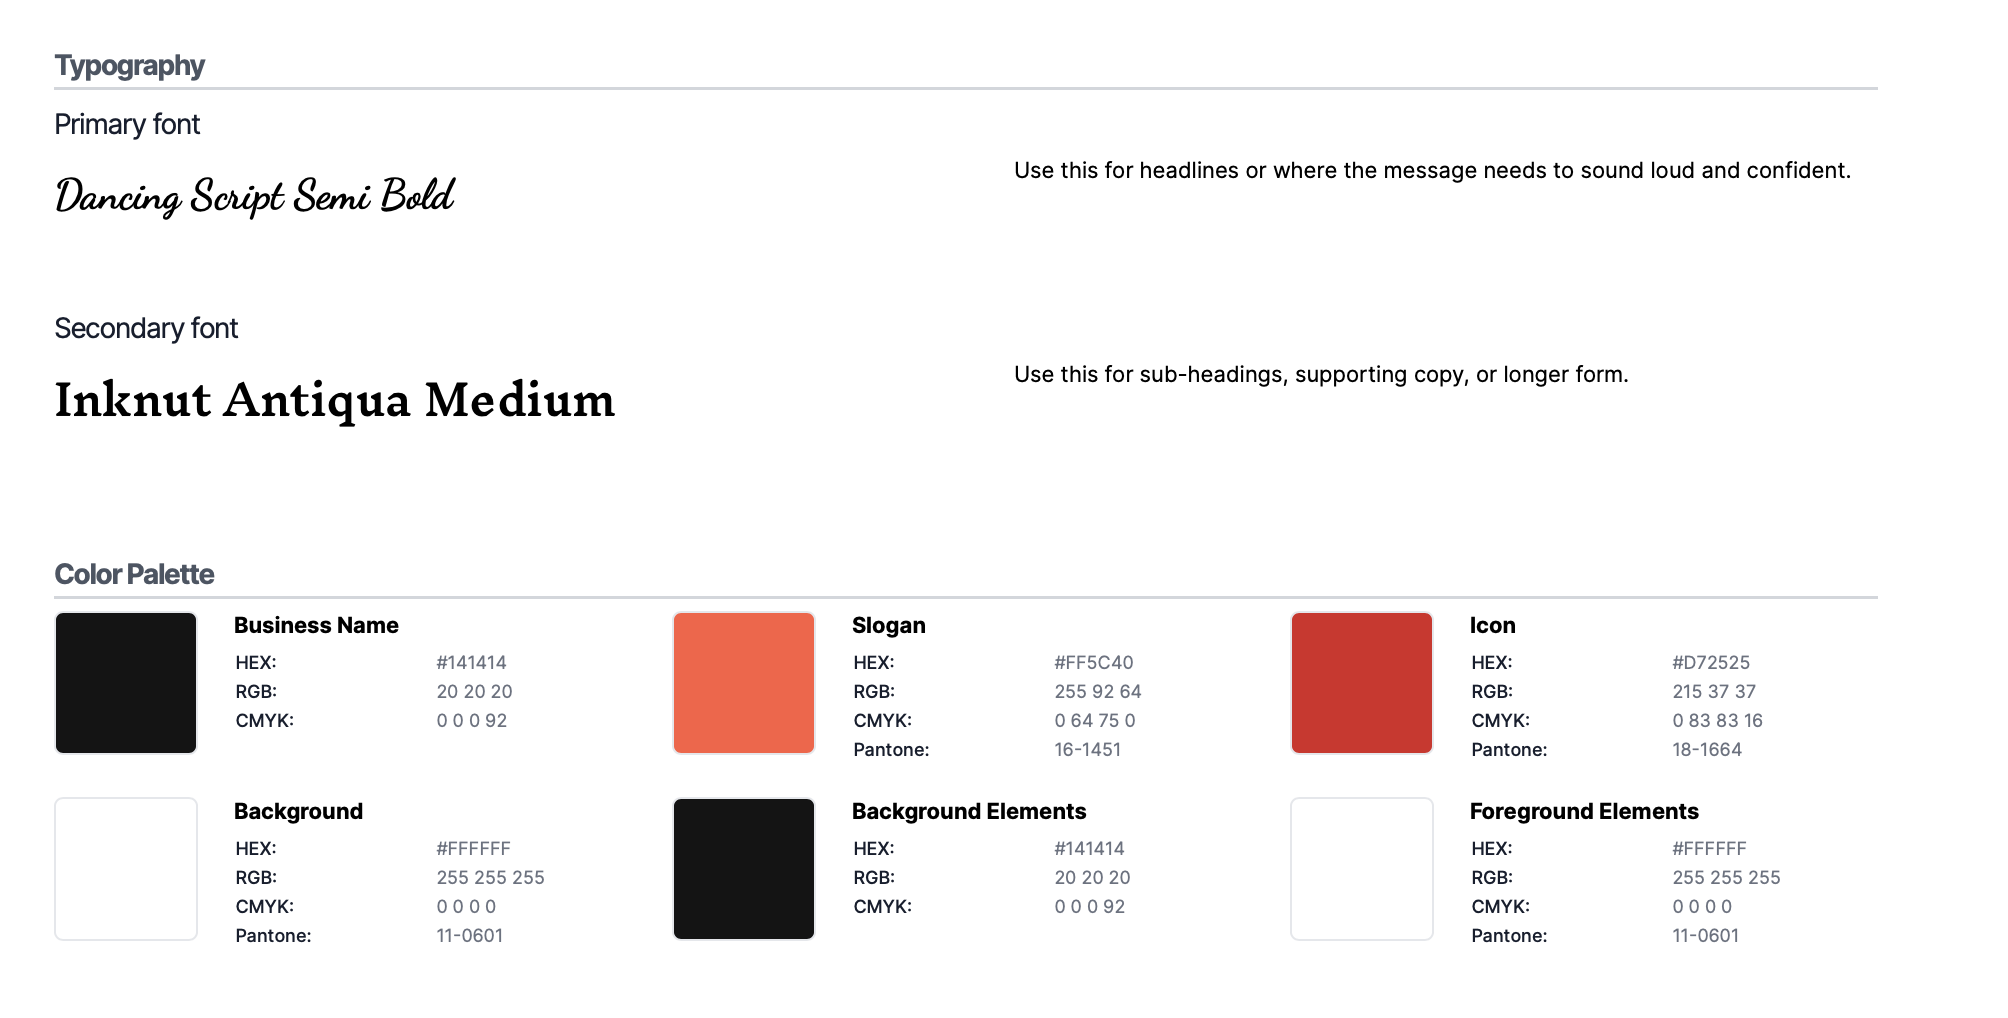 Typography
Primary font
Dancing Script Semi Bold
Use this for headlines or where the message needs to sound loud and confident.
Secondary font
Inknut Antiqua Medium
Use this for sub-headings, supporting copy, or longer form.
Color Palette
Business Name
HEX: #141414
RGB: 20 20 20
CMYK: 0 0 0 92
Slogan
HEX: #FF5C40
RGB: 255 92 64
CMYK: 0 64 75 0
Pantone: 16-1451
Icon
HEX: #D72525
RGB: 215 37 37
CMYK: 0 83 83 16
Pantone: 18-1664
Background
HEX: #FFFFFF
RGB: 255 255 255
CMYK: 0 0 0 0
Pantone: 11-0601
Background Elements
HEX: #141414
RGB: 20 20 20
CMYK: 0 0 0 92
Foreground Elements
HEX: #FFFFFF
RGB: 255 255 255
CMYK: 0 0 0 0
Pantone: 11-0601